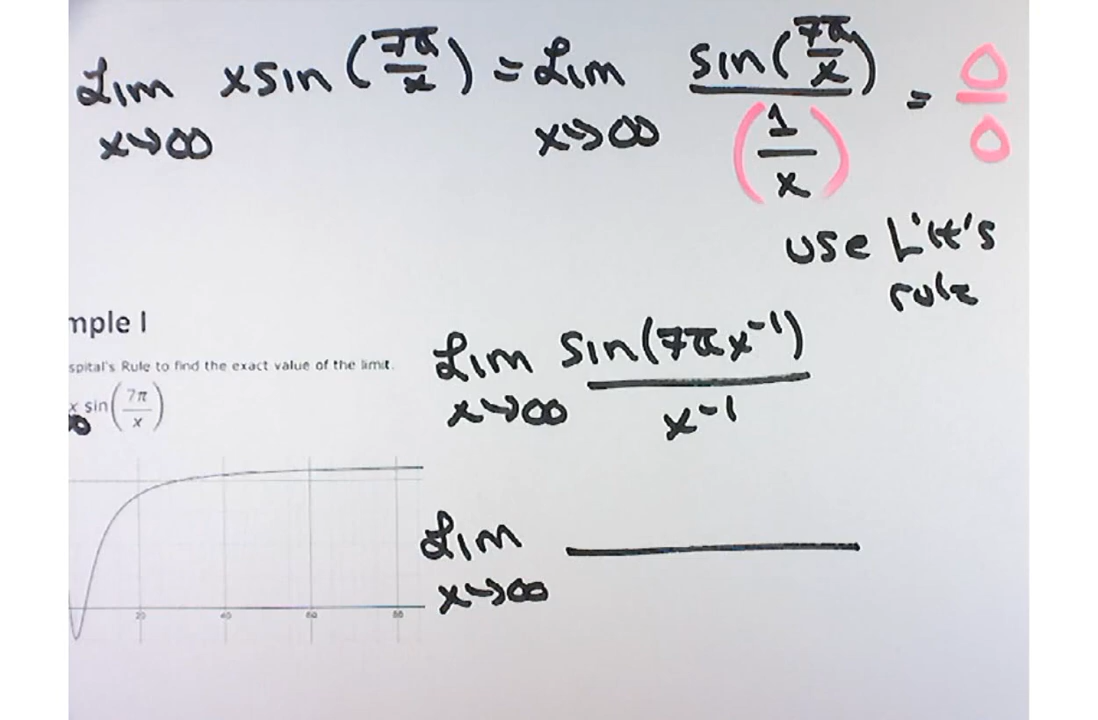 Lim x sin (7π/x) = Lim sin(7π/x)/(1/x) = 0/0
x→∞ x→∞
use L'H's
rule
mple I
spital's Rule to find the exact value of the limit.
x sin(7π/x)
Lim sin(7πx⁻¹)/x⁻¹
x→∞
Lim
x→∞
20 40 60 80